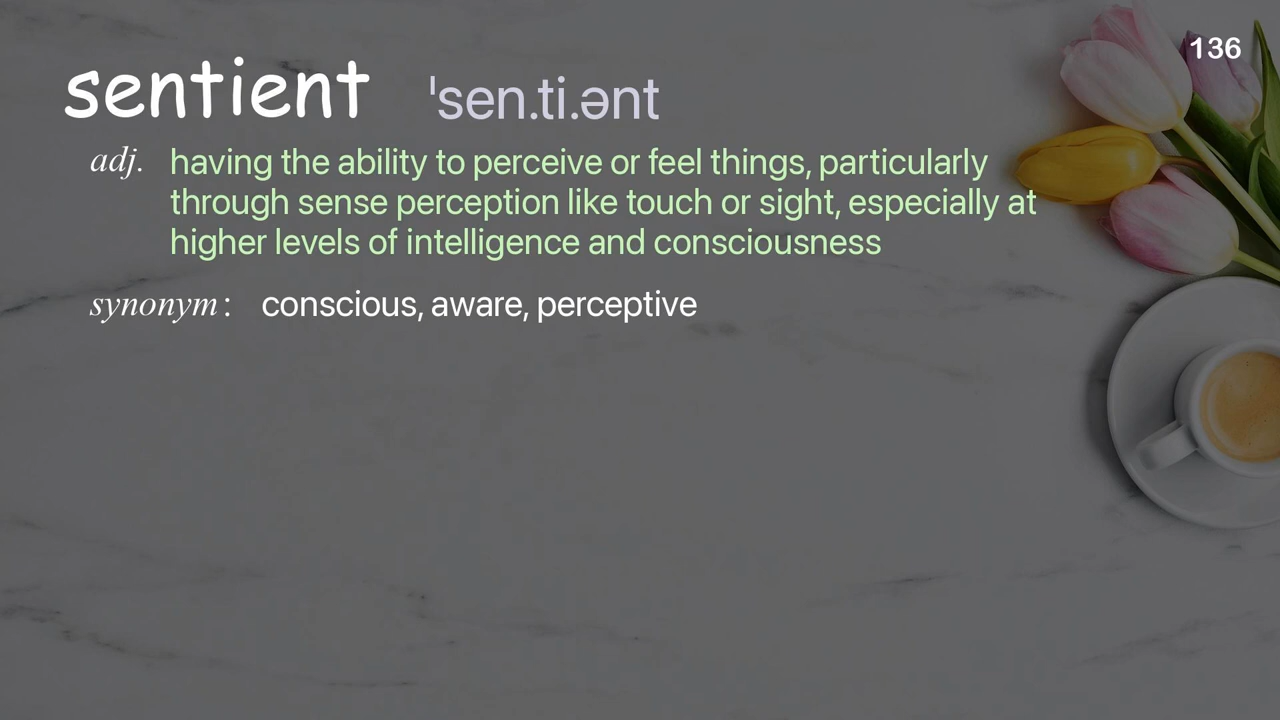 136
sentient ˈsen.ti.ənt
adj. having the ability to perceive or feel things, particularly
through sense perception like touch or sight, especially at
higher levels of intelligence and consciousness
synonym: conscious, aware, perceptive